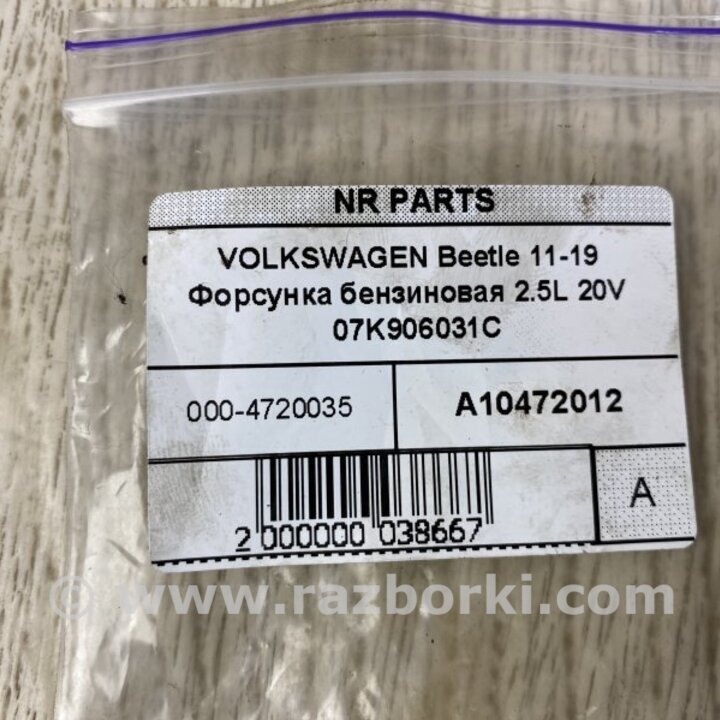 NR PARTS
VOLKSWAGEN Beetle 11-19
Форсунка бензиновая 2.5L 20V
07K906031C
000-4720035
A10472012
A
2 000000 038667
© www.razborki.com